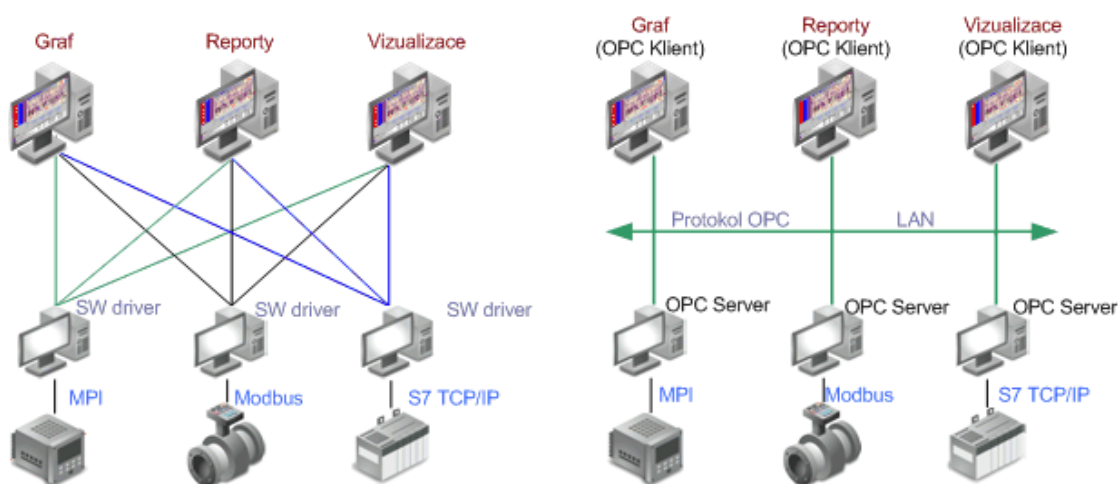 Graf
Reporty
Vizualizace
SW driver
SW driver
SW driver
MPI
Modbus
S7 TCP/IP
Graf
(OPC Klient)
Reporty
(OPC Klient)
Vizualizace
(OPC Klient)
Protokol OPC
LAN
OPC Server
OPC Server
OPC Server
MPI
Modbus
S7 TCP/IP